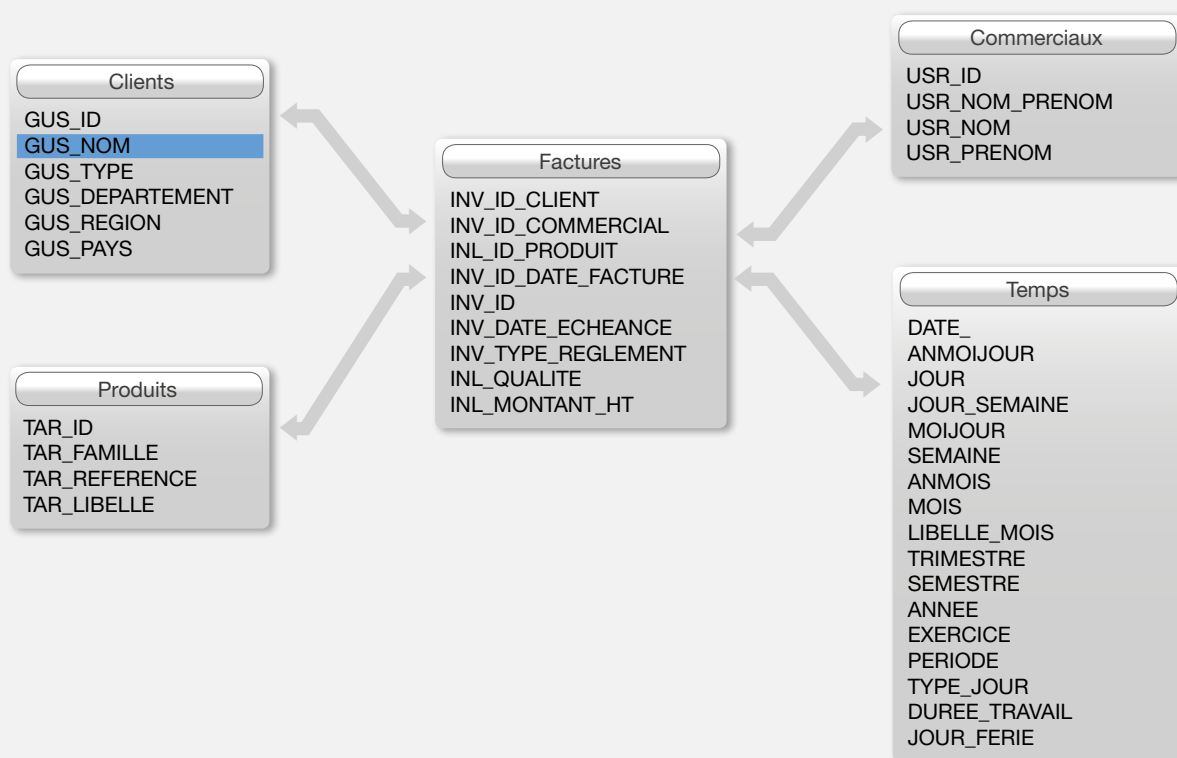 Clients
GUS_ID
GUS_NOM
GUS_TYPE
GUS_DEPARTEMENT
GUS_REGION
GUS_PAYS
Produits
TAR_ID
TAR_FAMILLE
TAR_REFERENCE
TAR_LIBELLE
Factures
INV_ID_CLIENT
INV_ID_COMMERCIAL
INL_ID_PRODUIT
INV_ID_DATE_FACTURE
INV_ID
INV_DATE_ECHEANCE
INV_TYPE_REGLEMENT
INL_QUALITE
INL_MONTANT_HT
Commerciaux
USR_ID
USR_NOM_PRENOM
USR_NOM
USR_PRENOM
Temps
DATE_
ANMOIJOUR
JOUR
JOUR_SEMAINE
MOIJOUR
SEMAINE
ANMOIS
MOIS
LIBELLE_MOIS
TRIMESTRE
SEMESTRE
ANNEE
EXERCICE
PERIODE
TYPE_JOUR
DUREE_TRAVAIL
JOUR_FERIE